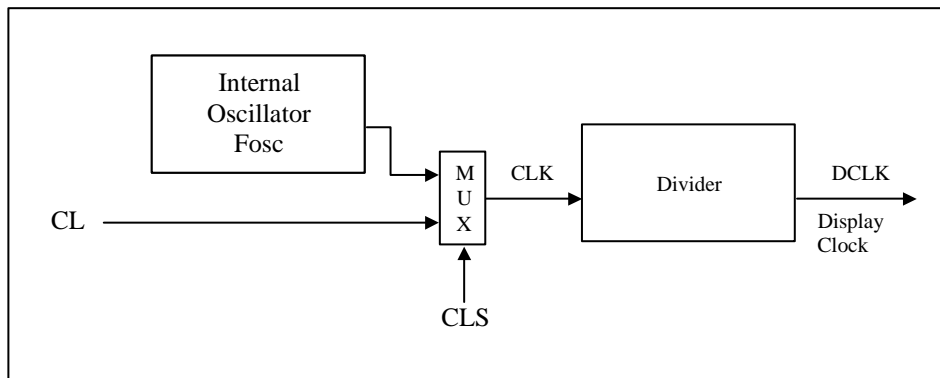 Internal
Oscillator
Fosc
M
U
X
CLK
Divider
DCLK
CL
Display
Clock
CLS